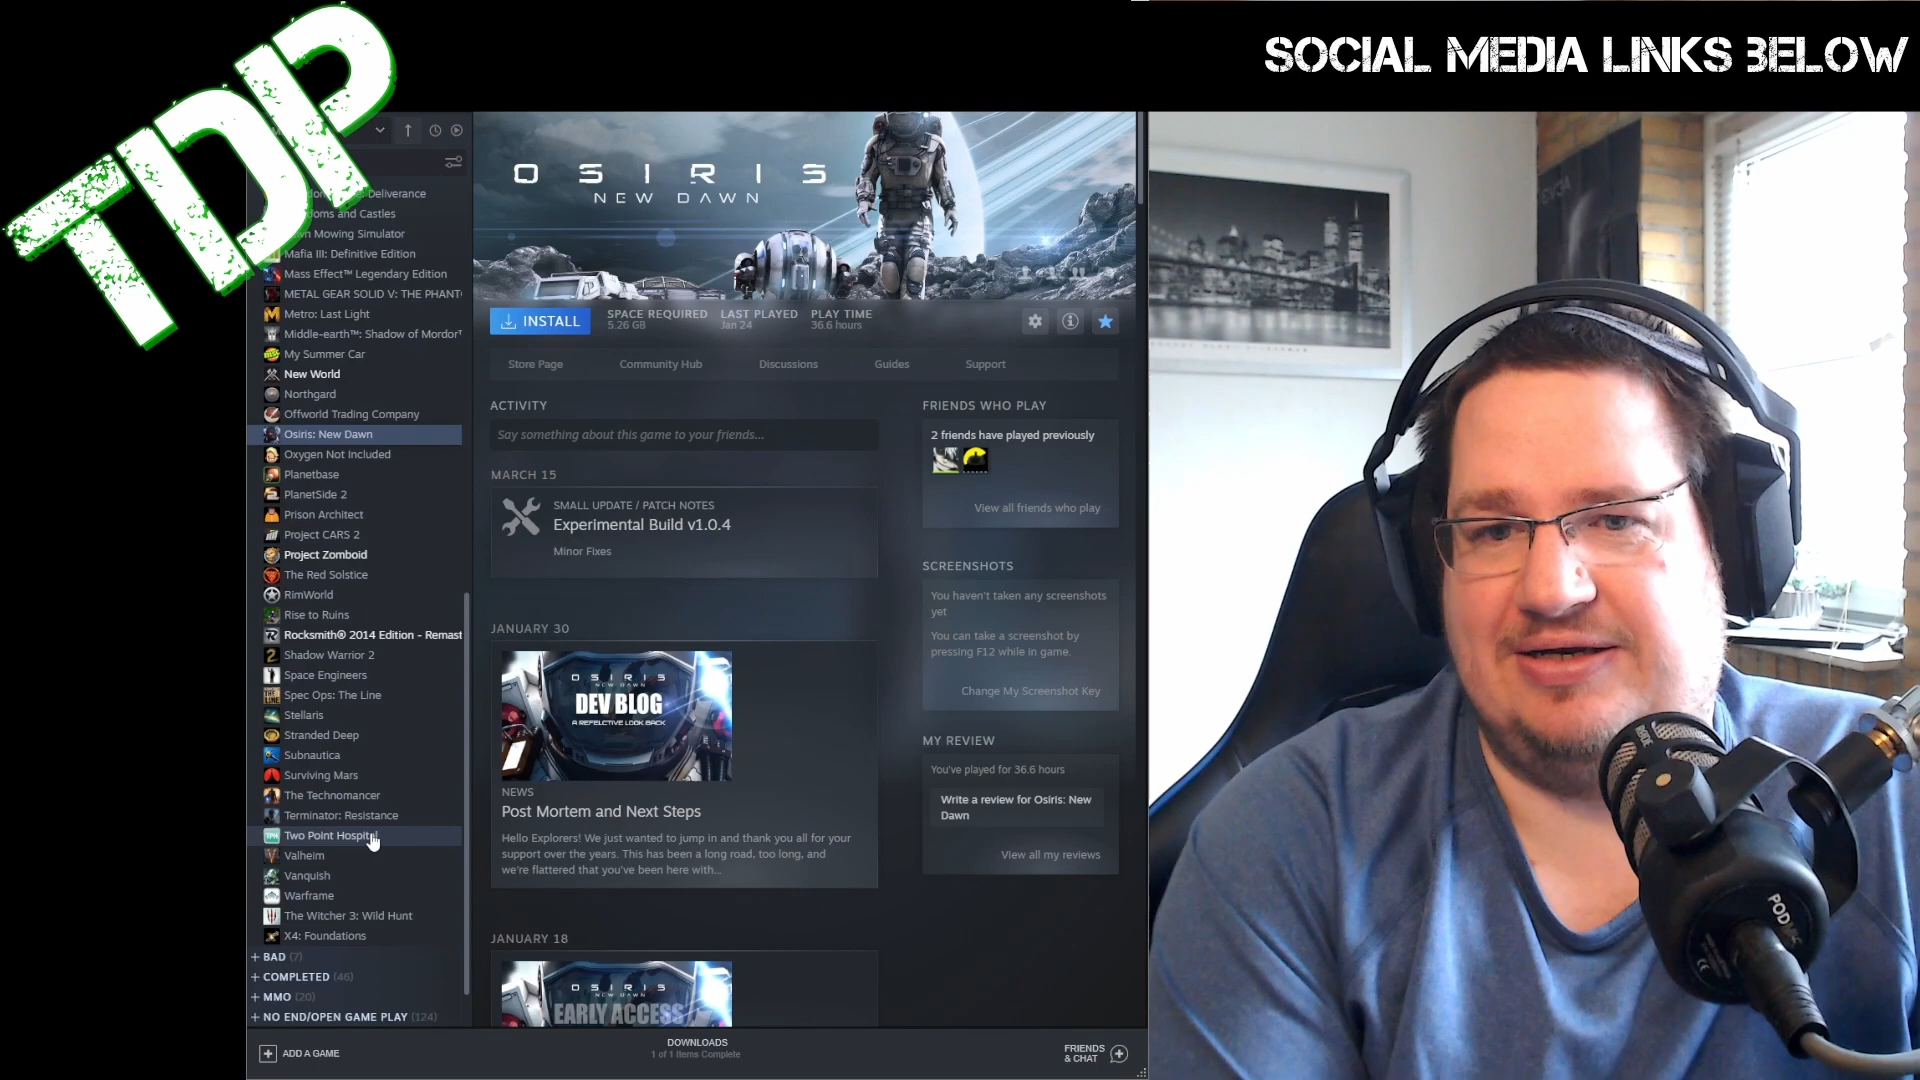 TDP
SOCIAL MEDIA LINKS BELOW
Deliverance
doms and Castles
wn Mowing Simulator
Mafia III: Definitive Edition
Mass Effect™ Legendary Edition
METAL GEAR SOLID V: THE PHANT
Metro: Last Light
Middle-earth™: Shadow of Mordor™
My Summer Car
New World
Northgard
Offworld Trading Company
Osiris: New Dawn
Oxygen Not Included
Planetbase
PlanetSide 2
Prison Architect
Project CARS 2
Project Zomboid
The Red Solstice
RimWorld
Rise to Ruins
Rocksmith® 2014 Edition - Remast
Shadow Warrior 2
Space Engineers
Spec Ops: The Line
Stellaris
Stranded Deep
Subnautica
Surviving Mars
The Technomancer
Terminator: Resistance
Two Point Hospital
Valheim
Vanquish
Warframe
The Witcher 3: Wild Hunt
X4: Foundations
+ BAD (7)
+ COMPLETED (46)
+ MMO (20)
+ NO END/OPEN GAME PLAY (124)
ADD A GAME
OSIRIS
NEW DAWN
INSTALL
SPACE REQUIRED
5.26 GB
LAST PLAYED
Jan 24
PLAY TIME
36.6 hours
Store Page
Community Hub
Discussions
Guides
Support
ACTIVITY
Say something about this game to your friends...
MARCH 15
SMALL UPDATE / PATCH NOTES
Experimental Build v1.0.4
Minor Fixes
JANUARY 30
OSIRIS
NEW DAWN
DEV BLOG
A REFELCTIVE LOOK BACK
NEWS
Post Mortem and Next Steps
Hello Explorers! We just wanted to jump in and thank you all for your
support over the years. This has been a long road, too long, and
we're flattered that you've been here with...
JANUARY 18
OSIRIS
NEW DAWN
EARLY ACCESS
FRIENDS WHO PLAY
2 friends have played previously
View all friends who play
SCREENSHOTS
You haven't taken any screenshots
yet
You can take a screenshot by
pressing F12 while in game.
Change My Screenshot Key
MY REVIEW
You've played for 36.6 hours
Write a review for Osiris: New
Dawn
View all my reviews
DOWNLOADS
1 of 1 Items Complete
FRIENDS
& CHAT
RØDE
PODMIC